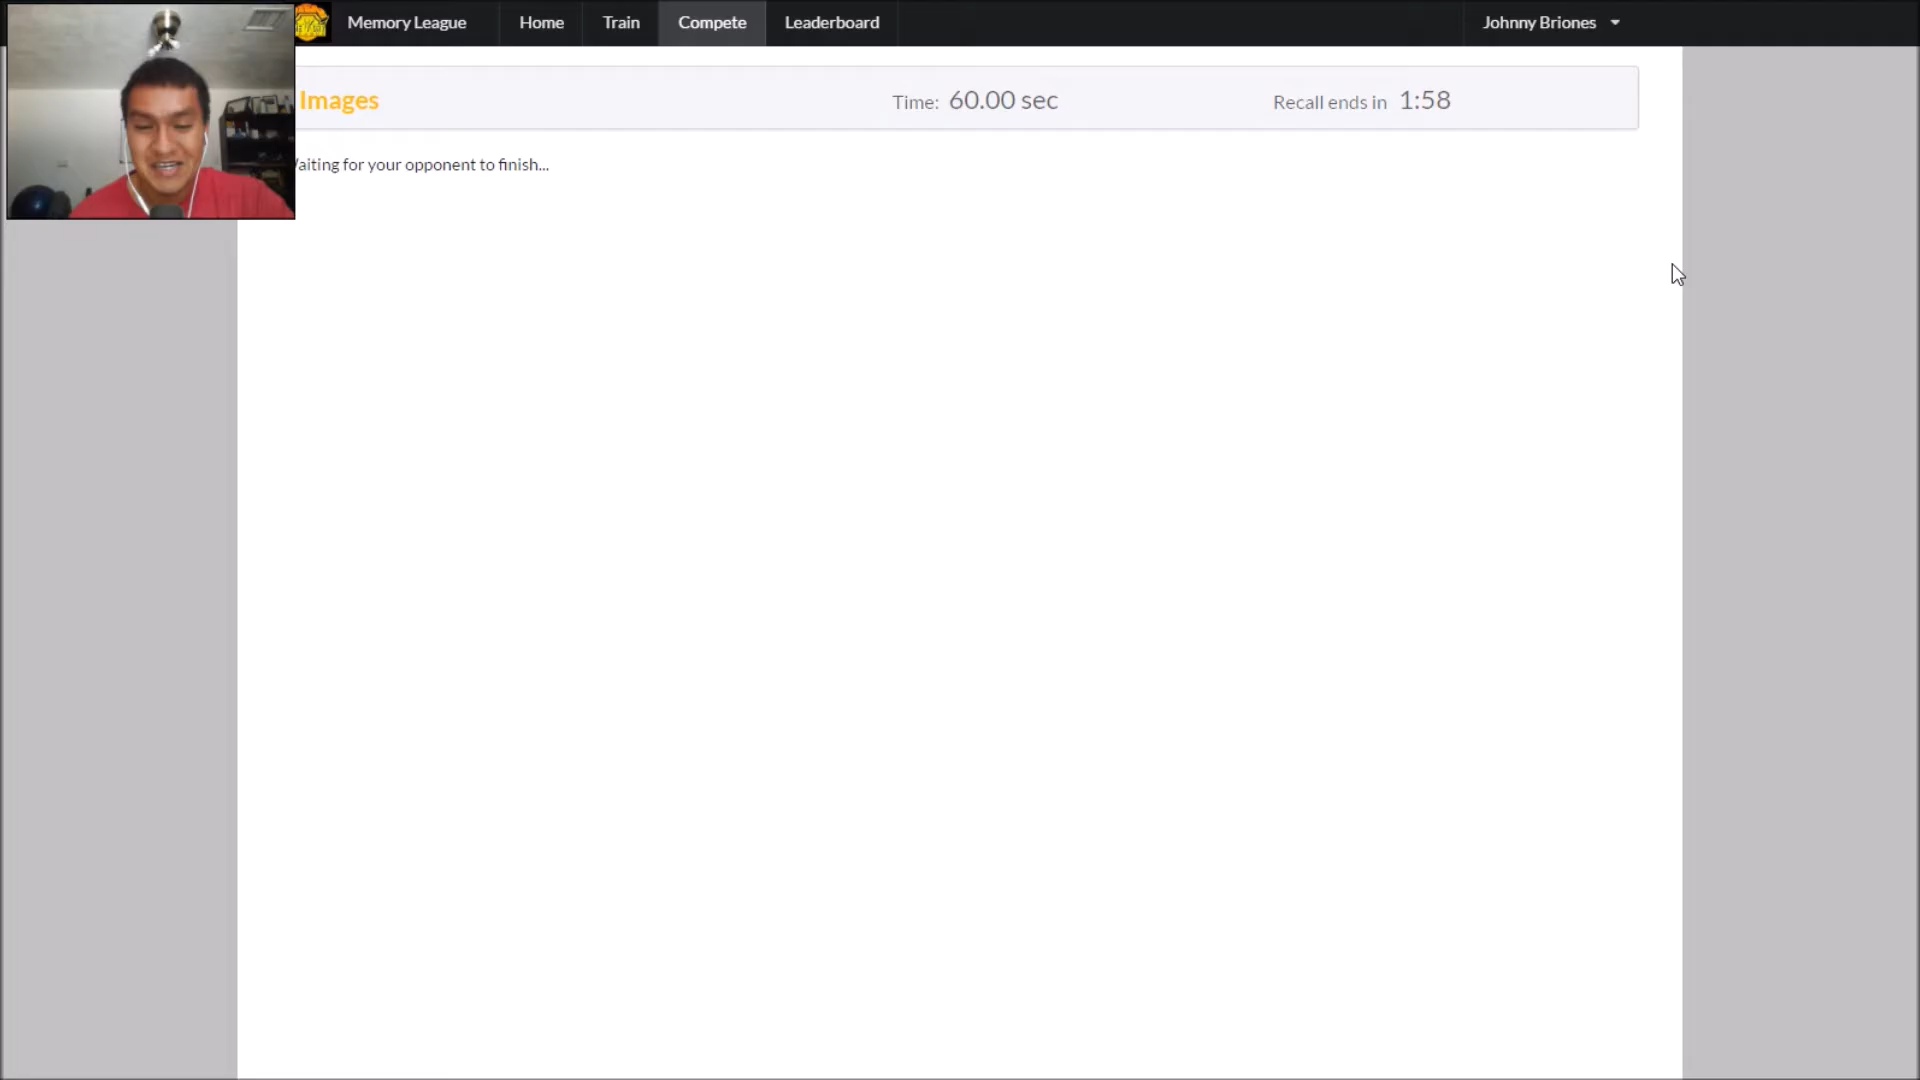 Memory League Home Train Compete Leaderboard Johnny Briones
Images Time: 60.00 sec Recall ends in 1:58
aiting for your opponent to finish...